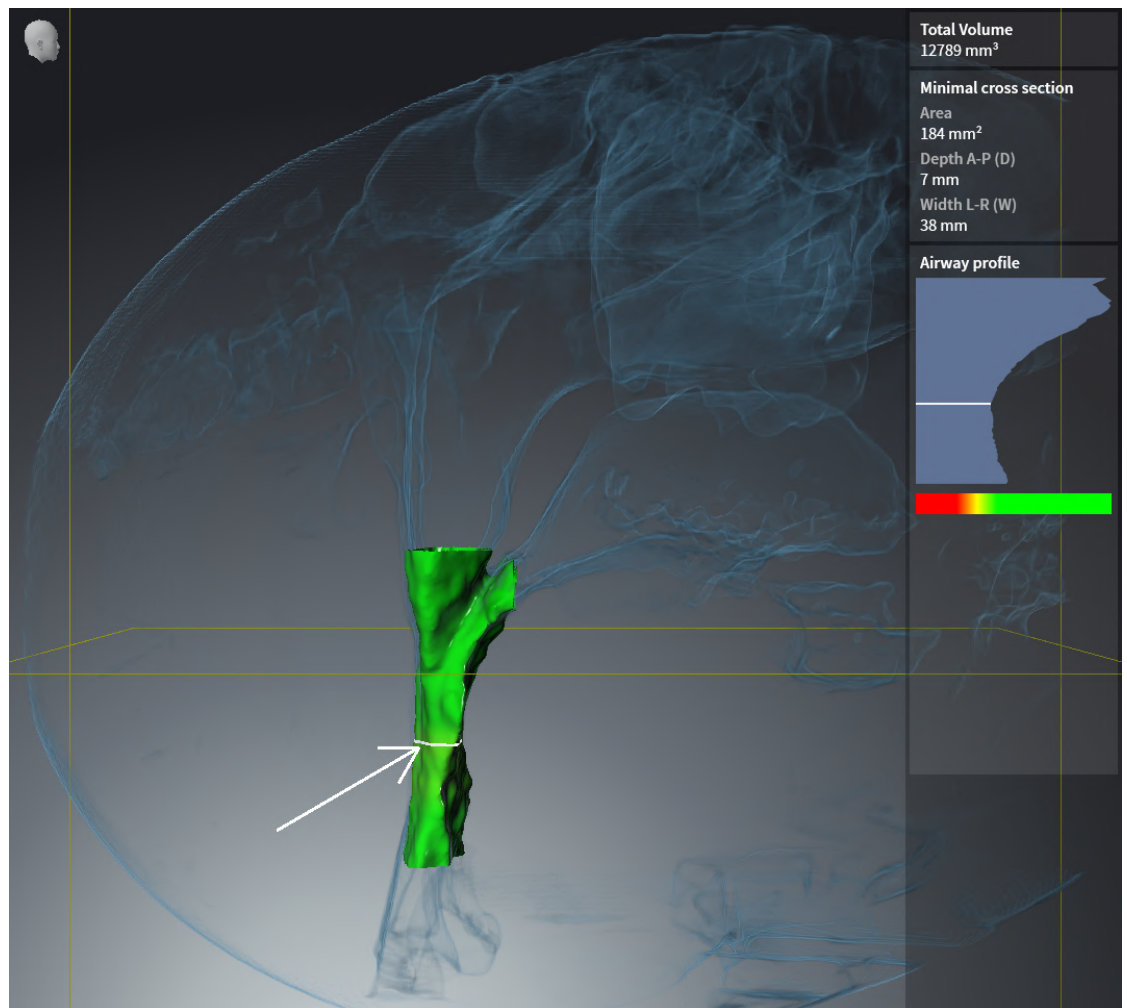 Total Volume
12789 mm³
Minimal cross section
Area
184 mm²
Depth A-P (D)
7 mm
Width L-R (W)
38 mm
Airway profile